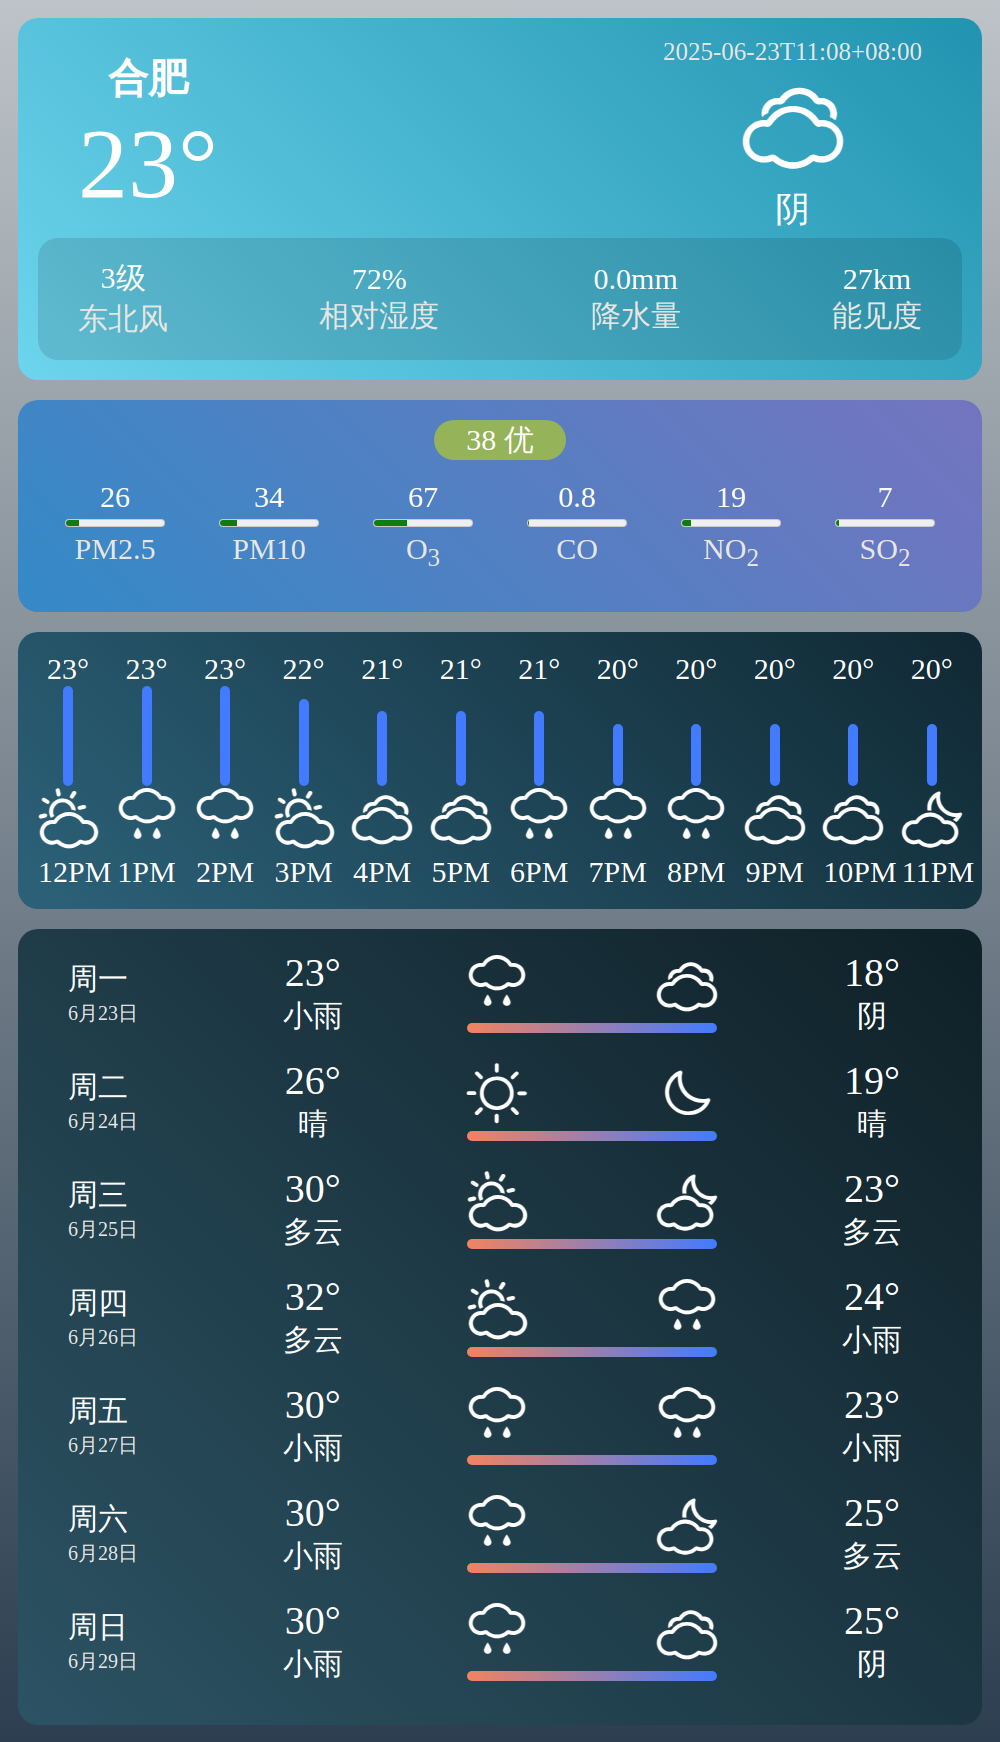 合肥
23°
2025-06-23T11:08+08:00
阴
3级 72% 0.0mm 27km
东北风 相对湿度 降水量 能见度
38 优
26 34 67 0.8 19 7
PM2.5 PM10 O3 CO NO2 SO2
23° 23° 23° 22° 21° 21° 21° 20° 20° 20° 20° 20°
12PM 1PM 2PM 3PM 4PM 5PM 6PM 7PM 8PM 9PM 10PM 11PM
周一 23° 18°
6月23日 小雨 阴
周二 26° 19°
6月24日 晴 晴
周三 30° 23°
6月25日 多云 多云
周四 32° 24°
6月26日 多云 小雨
周五 30° 23°
6月27日 小雨 小雨
周六 30° 25°
6月28日 小雨 多云
周日 30° 25°
6月29日 小雨 阴